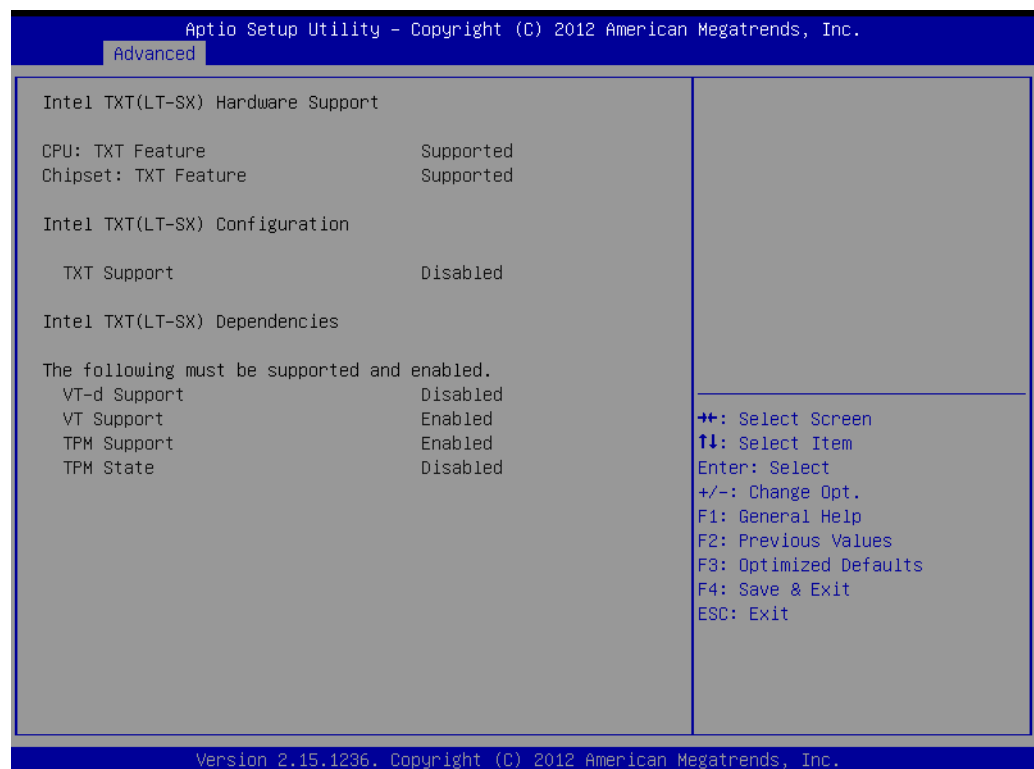 Aptio Setup Utility – Copyright (C) 2012 American Megatrends, Inc.
Advanced
Intel TXT(LT-SX) Hardware Support
CPU: TXT Feature Supported
Chipset: TXT Feature Supported
Intel TXT(LT-SX) Configuration
TXT Support Disabled
Intel TXT(LT-SX) Dependencies
The following must be supported and enabled.
VT-d Support Disabled
VT Support Enabled
TPM Support Enabled
TPM State Disabled
→←: Select Screen
↑↓: Select Item
Enter: Select
+/-: Change Opt.
F1: General Help
F2: Previous Values
F3: Optimized Defaults
F4: Save & Exit
ESC: Exit
Version 2.15.1236. Copyright (C) 2012 American Megatrends, Inc.